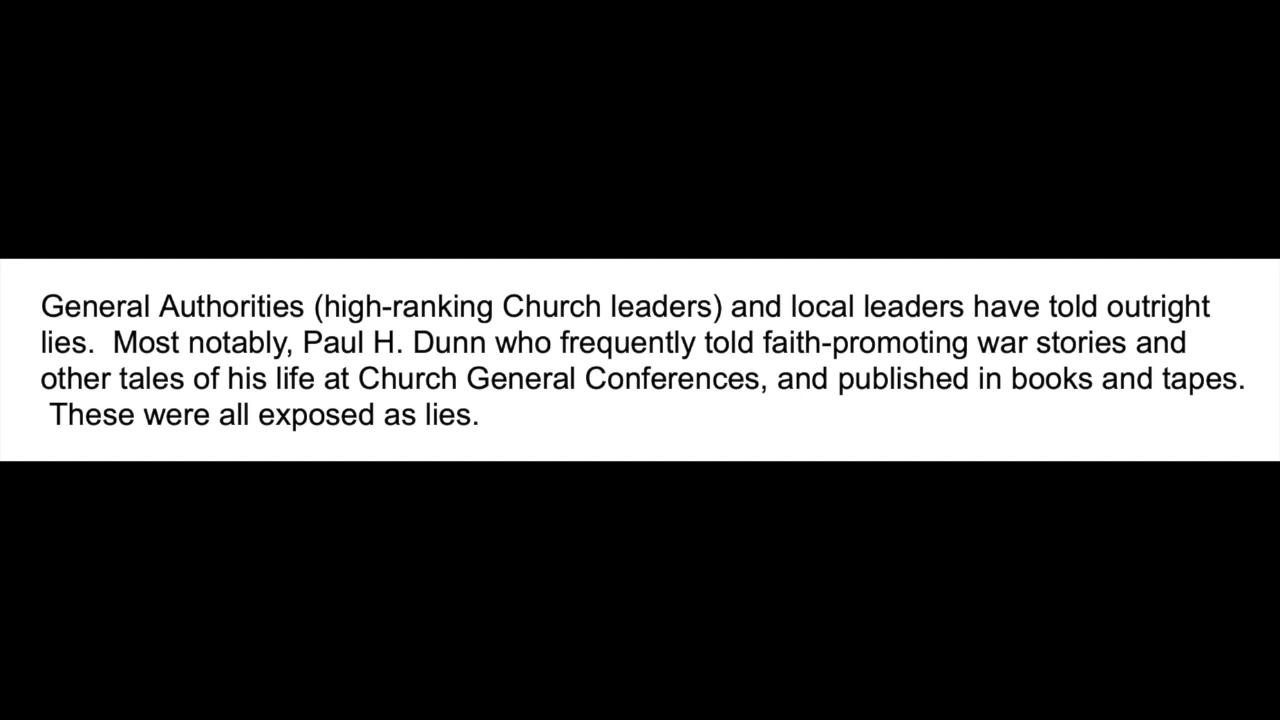 General Authorities (high-ranking Church leaders) and local leaders have told outright
lies.  Most notably, Paul H. Dunn who frequently told faith-promoting war stories and
other tales of his life at Church General Conferences, and published in books and tapes.
These were all exposed as lies.